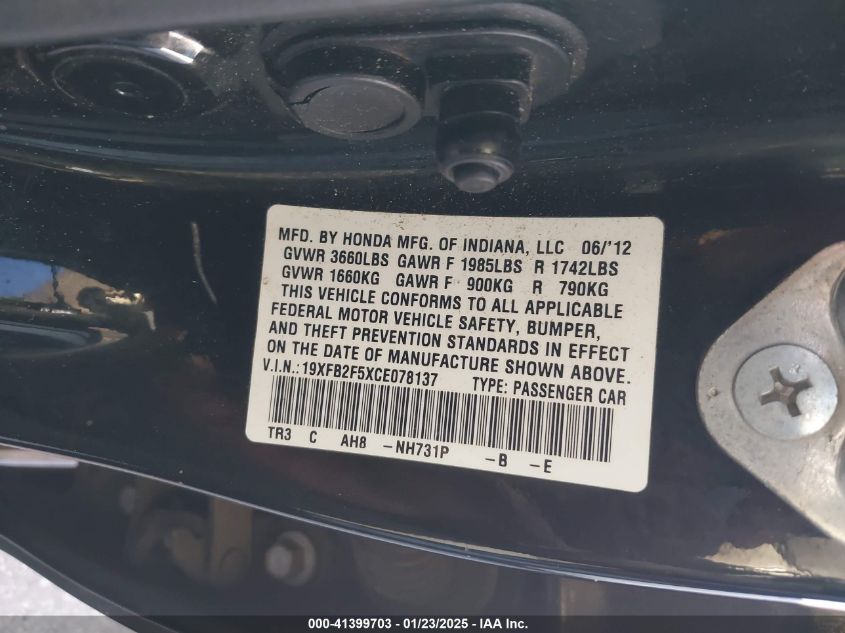 MFD. BY HONDA MFG. OF INDIANA, LLC 06/'12
GVWR 3660LBS GAWR F 1985LBS R 1742LBS
GVWR 1660KG GAWR F 900KG R 790KG
THIS VEHICLE CONFORMS TO ALL APPLICABLE
FEDERAL MOTOR VEHICLE SAFETY, BUMPER,
AND THEFT PREVENTION STANDARDS IN EFFECT
ON THE DATE OF MANUFACTURE SHOWN ABOVE.
V.I.N.: 19XFB2F5XCE078137 TYPE: PASSENGER CAR
TR3 C AH8 -NH731P -B -E
000-41399703 - 01/23/2025 - IAA Inc.